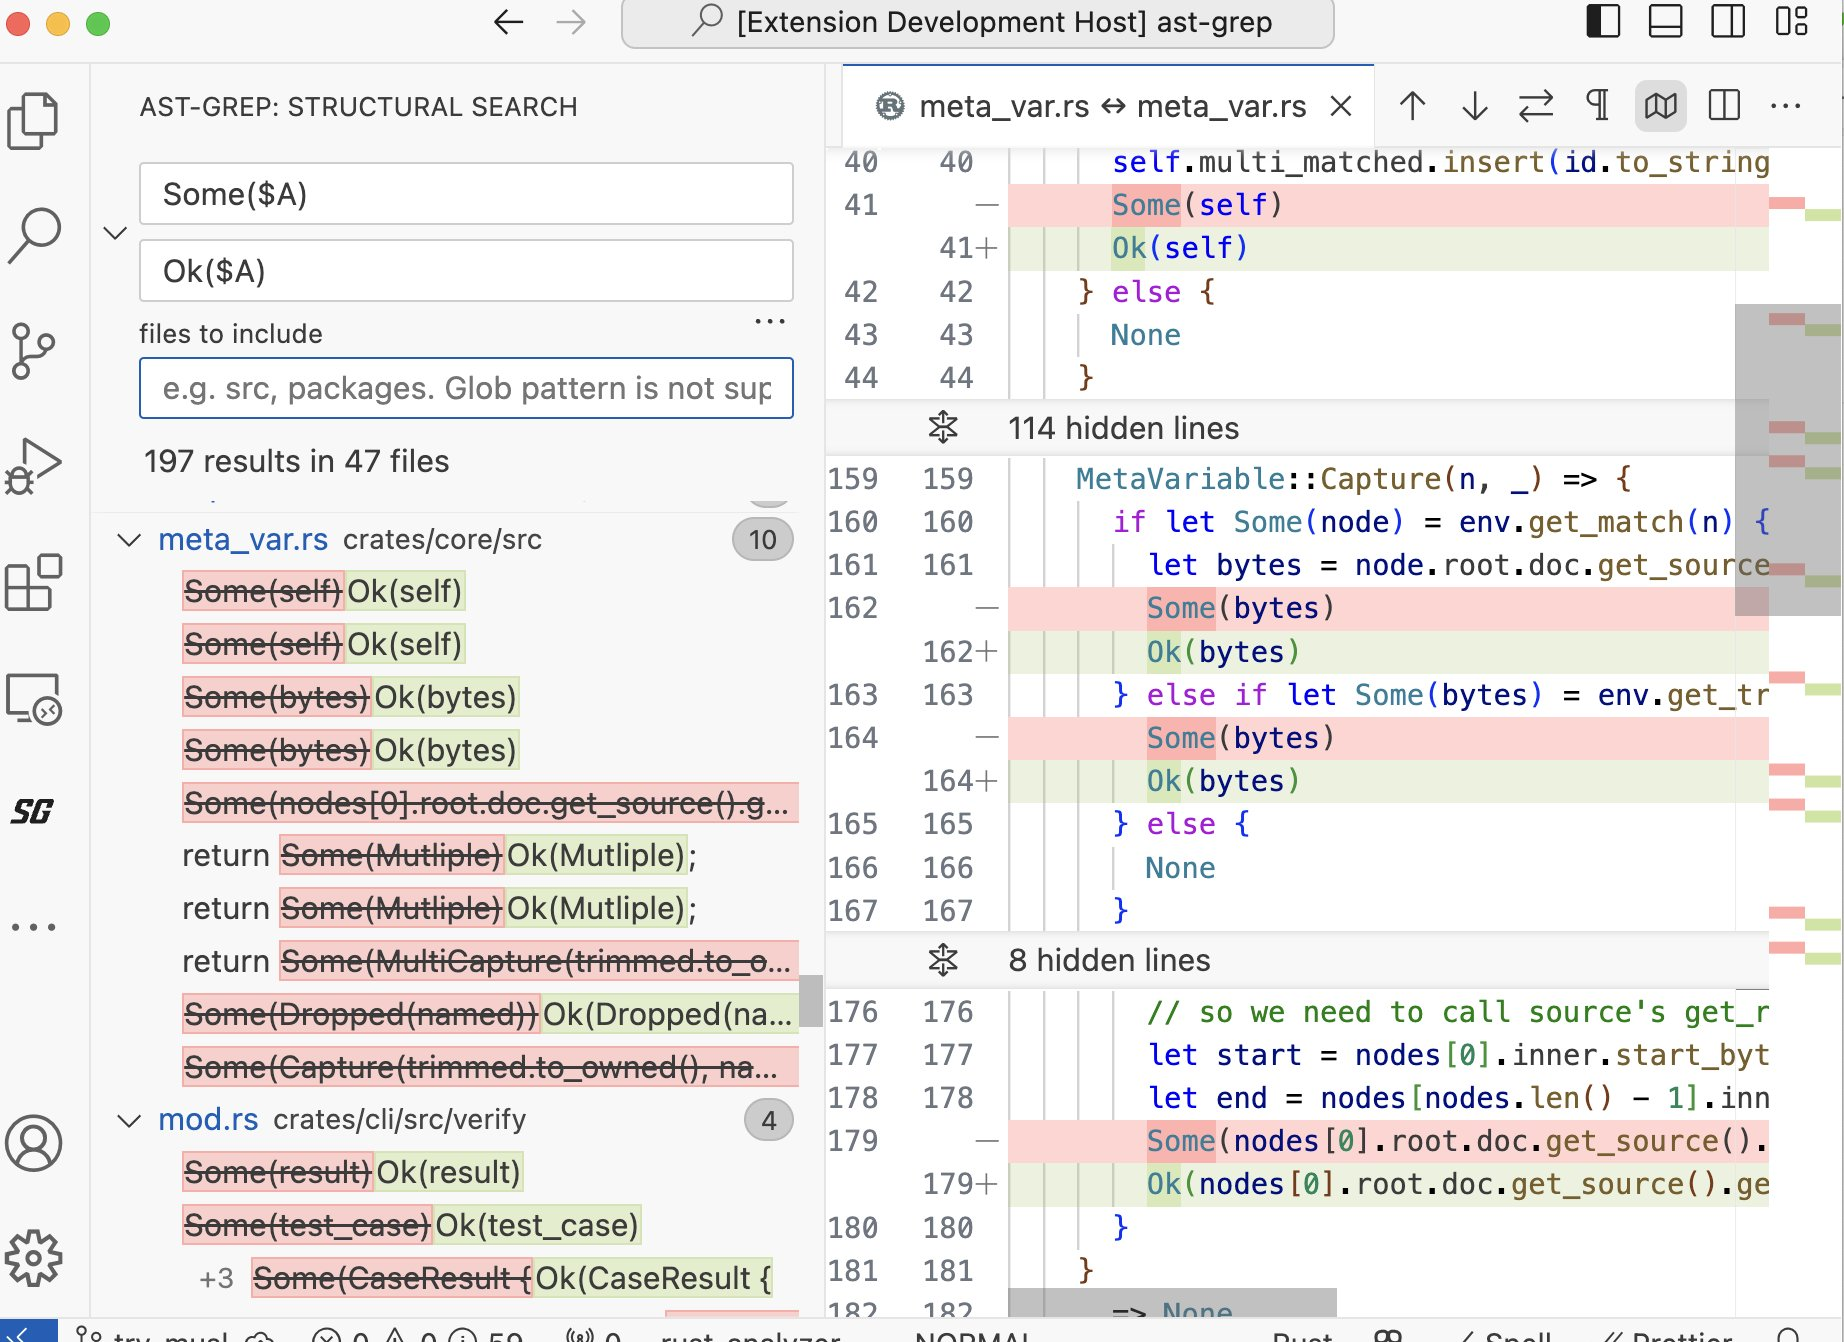 [Extension Development Host] ast-grep
AST-GREP: STRUCTURAL SEARCH
Some($A)
Ok($A)
files to include
e.g. src, packages. Glob pattern is not sup
197 results in 47 files
meta_var.rs crates/core/src 10
Some(self)Ok(self)
Some(self)Ok(self)
Some(bytes)Ok(bytes)
Some(bytes)Ok(bytes)
Some(nodes[0].root.doc.get_source().g...
return Some(Mutliple)Ok(Mutliple);
return Some(Mutliple)Ok(Mutliple);
return Some(MultiCapture(trimmed.to_o...
Some(Dropped(named))Ok(Dropped(na...
Some(Capture(trimmed.to_owned(), na...
mod.rs crates/cli/src/verify 4
Some(result)Ok(result)
Some(test_case)Ok(test_case)
+3 Some(CaseResult {Ok(CaseResult {
SG
meta_var.rs ↔ meta_var.rs
40 40 self.multi_matched.insert(id.to_string
41 — Some(self)
41+ Ok(self)
42 42 } else {
43 43 None
44 44 }
114 hidden lines
159 159 MetaVariable::Capture(n, _) => {
160 160 if let Some(node) = env.get_match(n) {
161 161 let bytes = node.root.doc.get_source
162 — Some(bytes)
162+ Ok(bytes)
163 163 } else if let Some(bytes) = env.get_tr
164 — Some(bytes)
164+ Ok(bytes)
165 165 } else {
166 166 None
167 167 }
8 hidden lines
176 176 // so we need to call source's get_r
177 177 let start = nodes[0].inner.start_byt
178 178 let end = nodes[nodes.len() - 1].inn
179 — Some(nodes[0].root.doc.get_source().
179+ Ok(nodes[0].root.doc.get_source().ge
180 180 }
181 181 }
182 182 => None
try-musl 0 0 59 0 rust-analyzer NORMAL Rust Spell Prettier